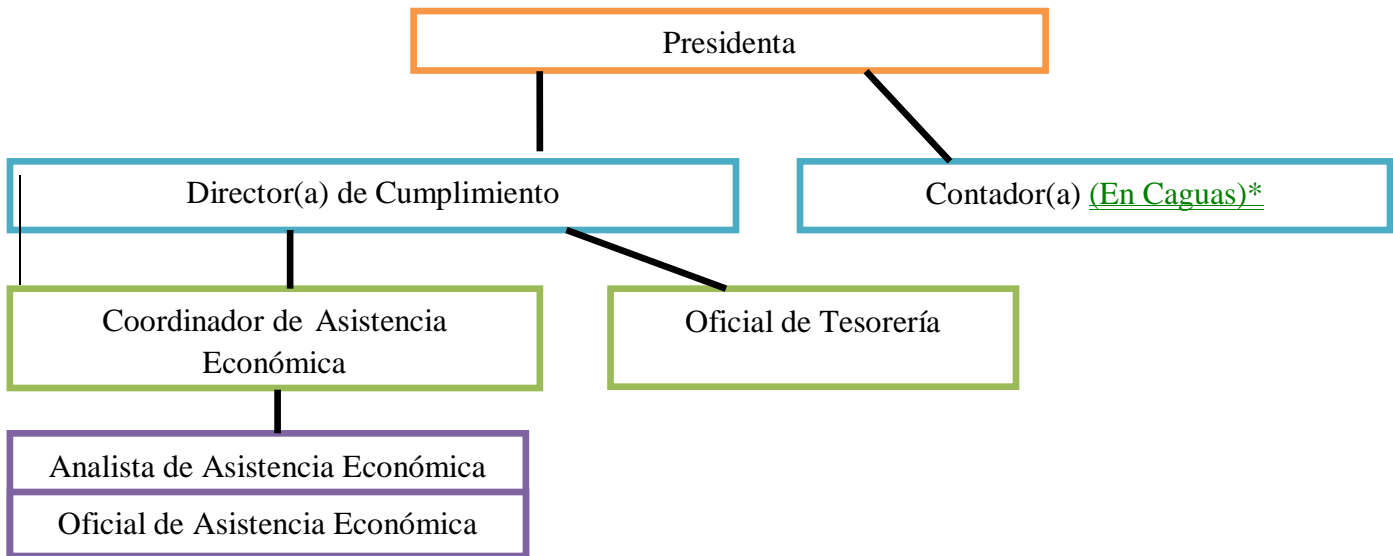 Presidenta
Director(a) de Cumplimiento
Contador(a) (En Caguas)*
Coordinador de Asistencia
Económica
Oficial de Tesorería
Analista de Asistencia Económica
Oficial de Asistencia Económica